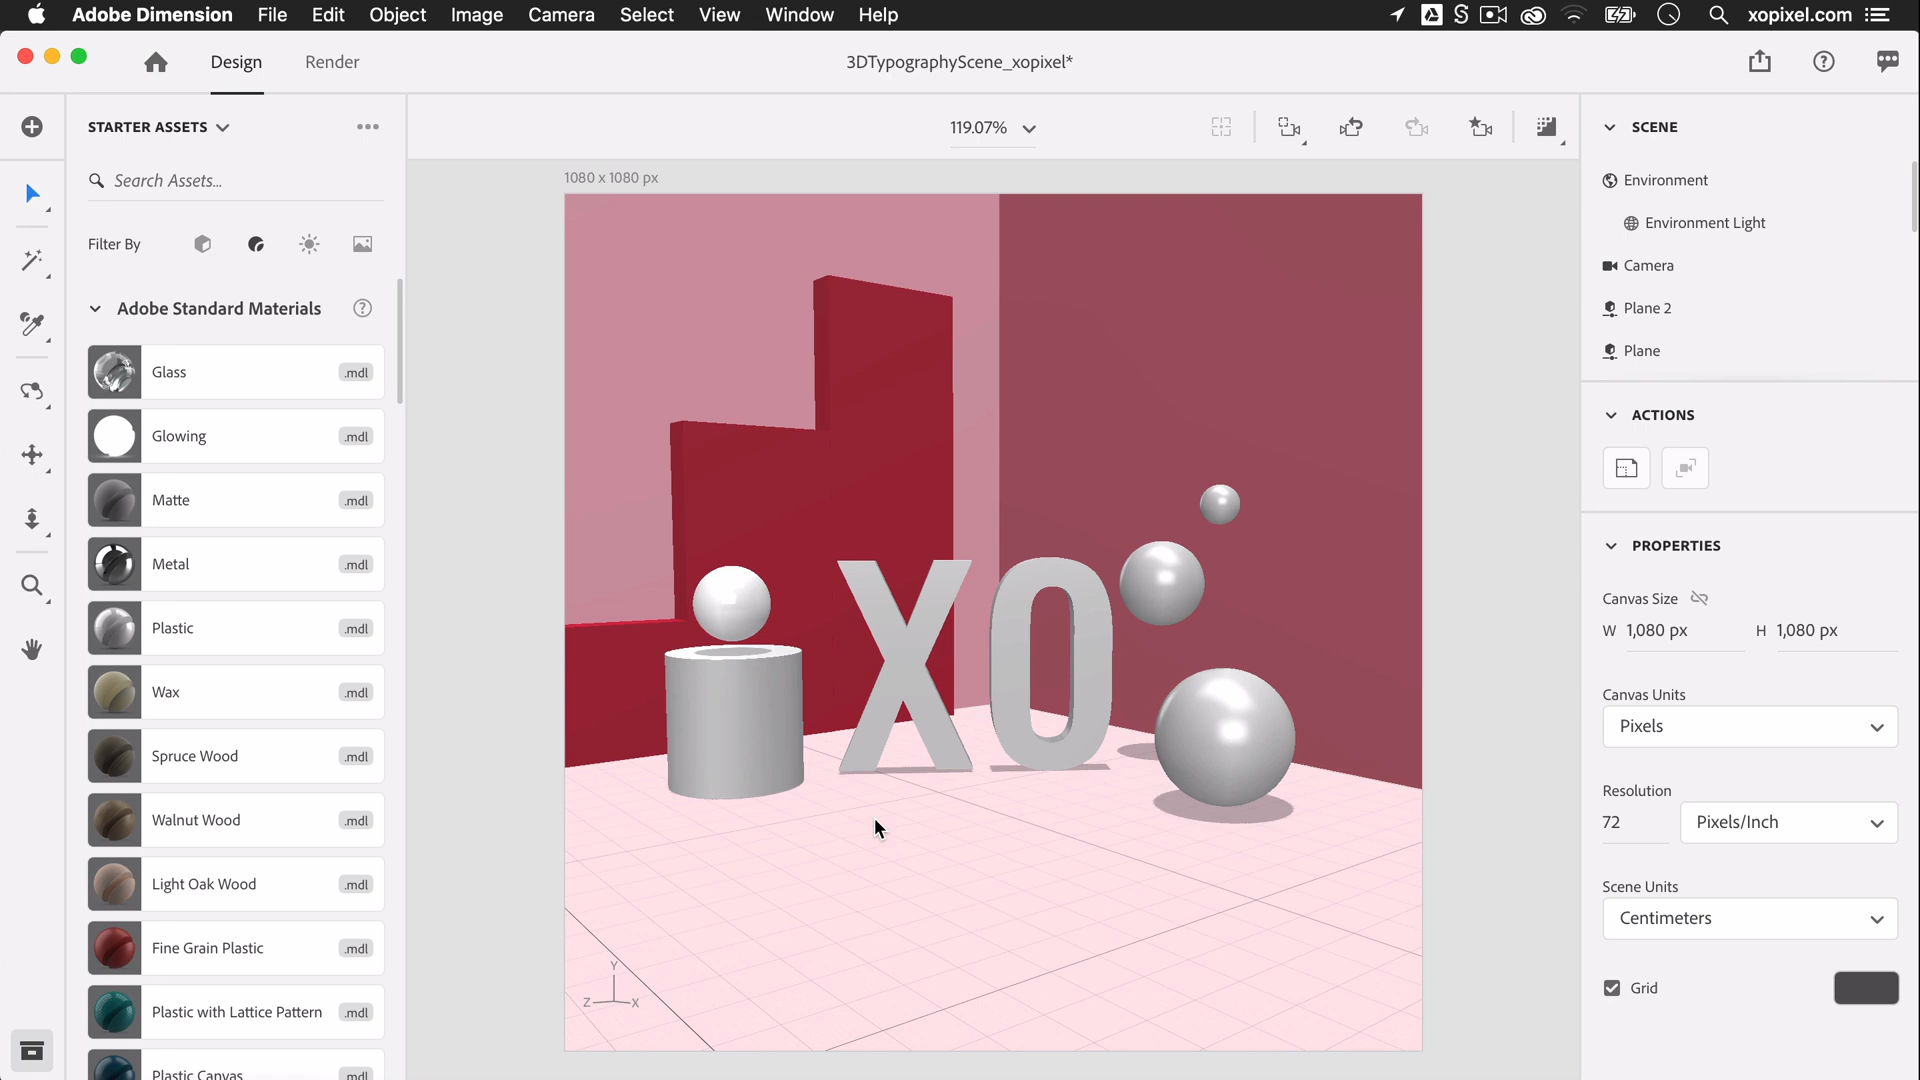 Adobe Dimension File Edit Object Image Camera Select View Window Help xopixel.com
Design Render 3DTypographyScene_xopixel*
STARTER ASSETS
119.07%
Search Assets...
1080 x 1080 px
Filter By
Adobe Standard Materials
Glass .mdl
Glowing .mdl
Matte .mdl
Metal .mdl
Plastic .mdl
Wax .mdl
Spruce Wood .mdl
Walnut Wood .mdl
Light Oak Wood .mdl
Fine Grain Plastic .mdl
Plastic with Lattice Pattern .mdl
Plastic Canvas .mdl
XO
Y
Z X
SCENE
Environment
Environment Light
Camera
Plane 2
Plane
ACTIONS
PROPERTIES
Canvas Size
W 1,080 px H 1,080 px
Canvas Units
Pixels
Resolution
72 Pixels/Inch
Scene Units
Centimeters
Grid